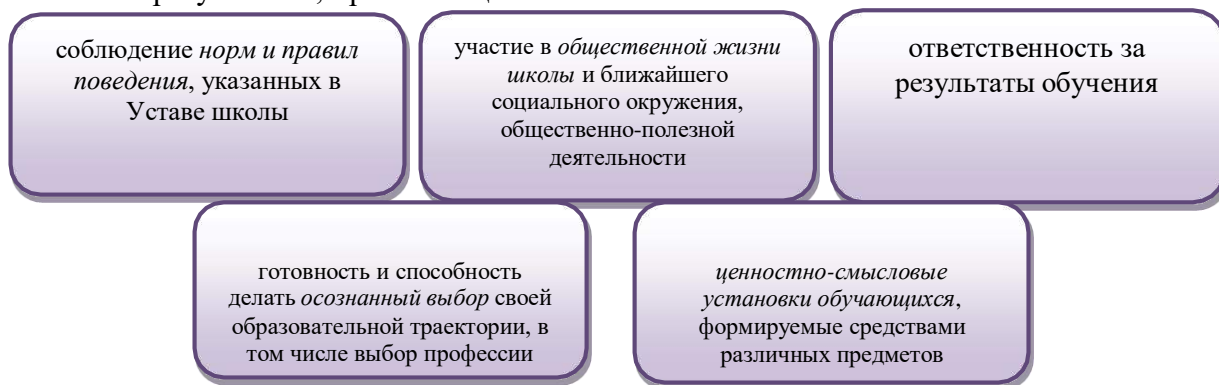 соблюдение норм и правил
поведения, указанных в
Уставе школы
участие в общественной жизни
школы и ближайшего
социального окружения,
общественно-полезной
деятельности
ответственность за
результаты обучения
готовность и способность
делать осознанный выбор своей
образовательной траектории, в
том числе выбор профессии
ценностно-смысловые
установки обучающихся,
формируемые средствами
различных предметов